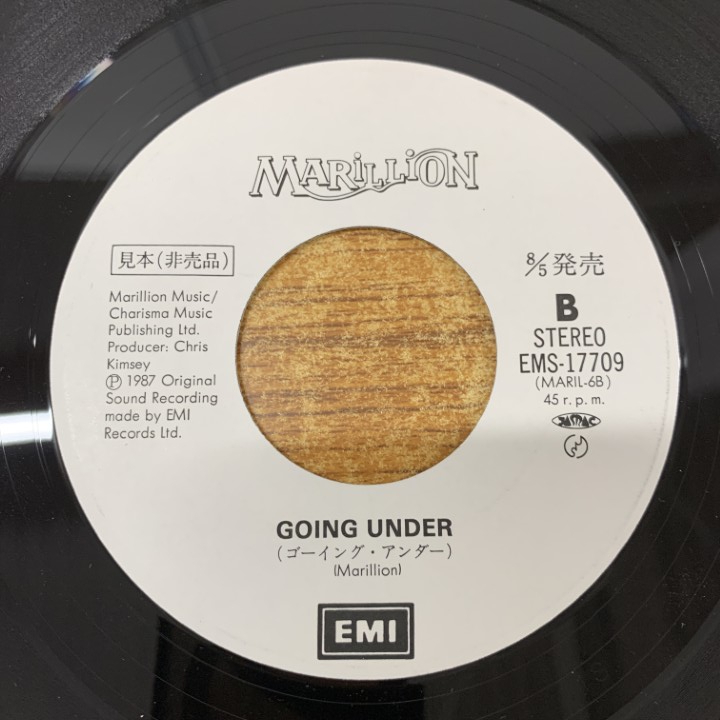 MARiLLiON
見本(非売品)
Marillion Music/
Charisma Music
Publishing Ltd.
Producer: Chris
Kimsey
Ⓟ 1987 Original
Sound Recording
made by EMI
Records Ltd.
8/5 発売
B
STEREO
EMS-17709
(MARIL-6B)
45 r. p. m.
GOING UNDER
(ゴーイング・アンダー)
(Marillion)
EMI